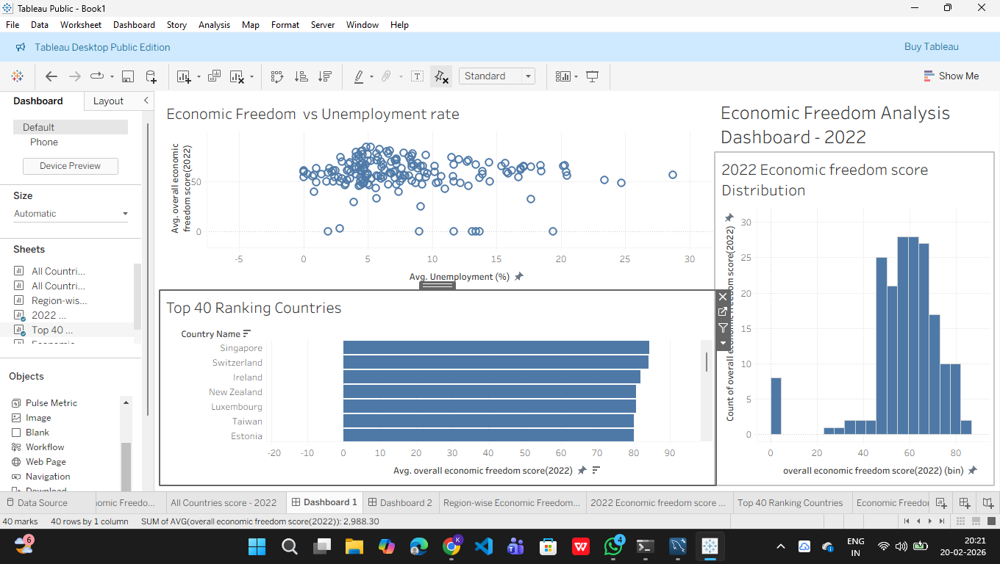 Tableau Public - Book1
File Data Worksheet Dashboard Story Analysis Map Format Server Window Help
Tableau Desktop Public Edition
Buy Tableau
Standard
Show Me
Dashboard
Layout
Default
Phone
Device Preview
Size
Automatic
Sheets
All Countri...
All Countri...
Region-wis...
2022 ...
Top 40 ...
Economic
Objects
Pulse Metric
Image
Blank
Workflow
Web Page
Navigation
Download
Economic Freedom vs Unemployment rate
Avg. overall economic
freedom score(2022)
50
0
-5 0 5 10 15 20 25 30
Avg. Unemployment (%)
Top 40 Ranking Countries
Country Name
Singapore
Switzerland
Ireland
New Zealand
Luxembourg
Taiwan
Estonia
-20 -10 0 10 20 30 40 50 60 70 80 90
Avg. overall economic freedom score(2022)
Economic Freedom Analysis
Dashboard - 2022
2022 Economic freedom score
Distribution
Count of overall economic freedom score(2022)
30
25
20
15
10
5
0
0 20 40 60 80
overall economic freedom score(2022) (bin)
Data Source
nomic Freedo...
All Countries score - 2022
Dashboard 1
Dashboard 2
Region-wise Economic Freedom...
2022 Economic freedom score ...
Top 40 Ranking Countries
Economic Freedo
40 marks 40 rows by 1 column SUM of AVG(overall economic freedom score(2022)): 2,988.30
6
K
4
ENG
IN
20:21
20-02-2026